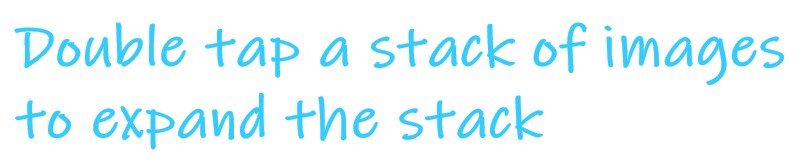 Double tap a stack of images
to expand the stack